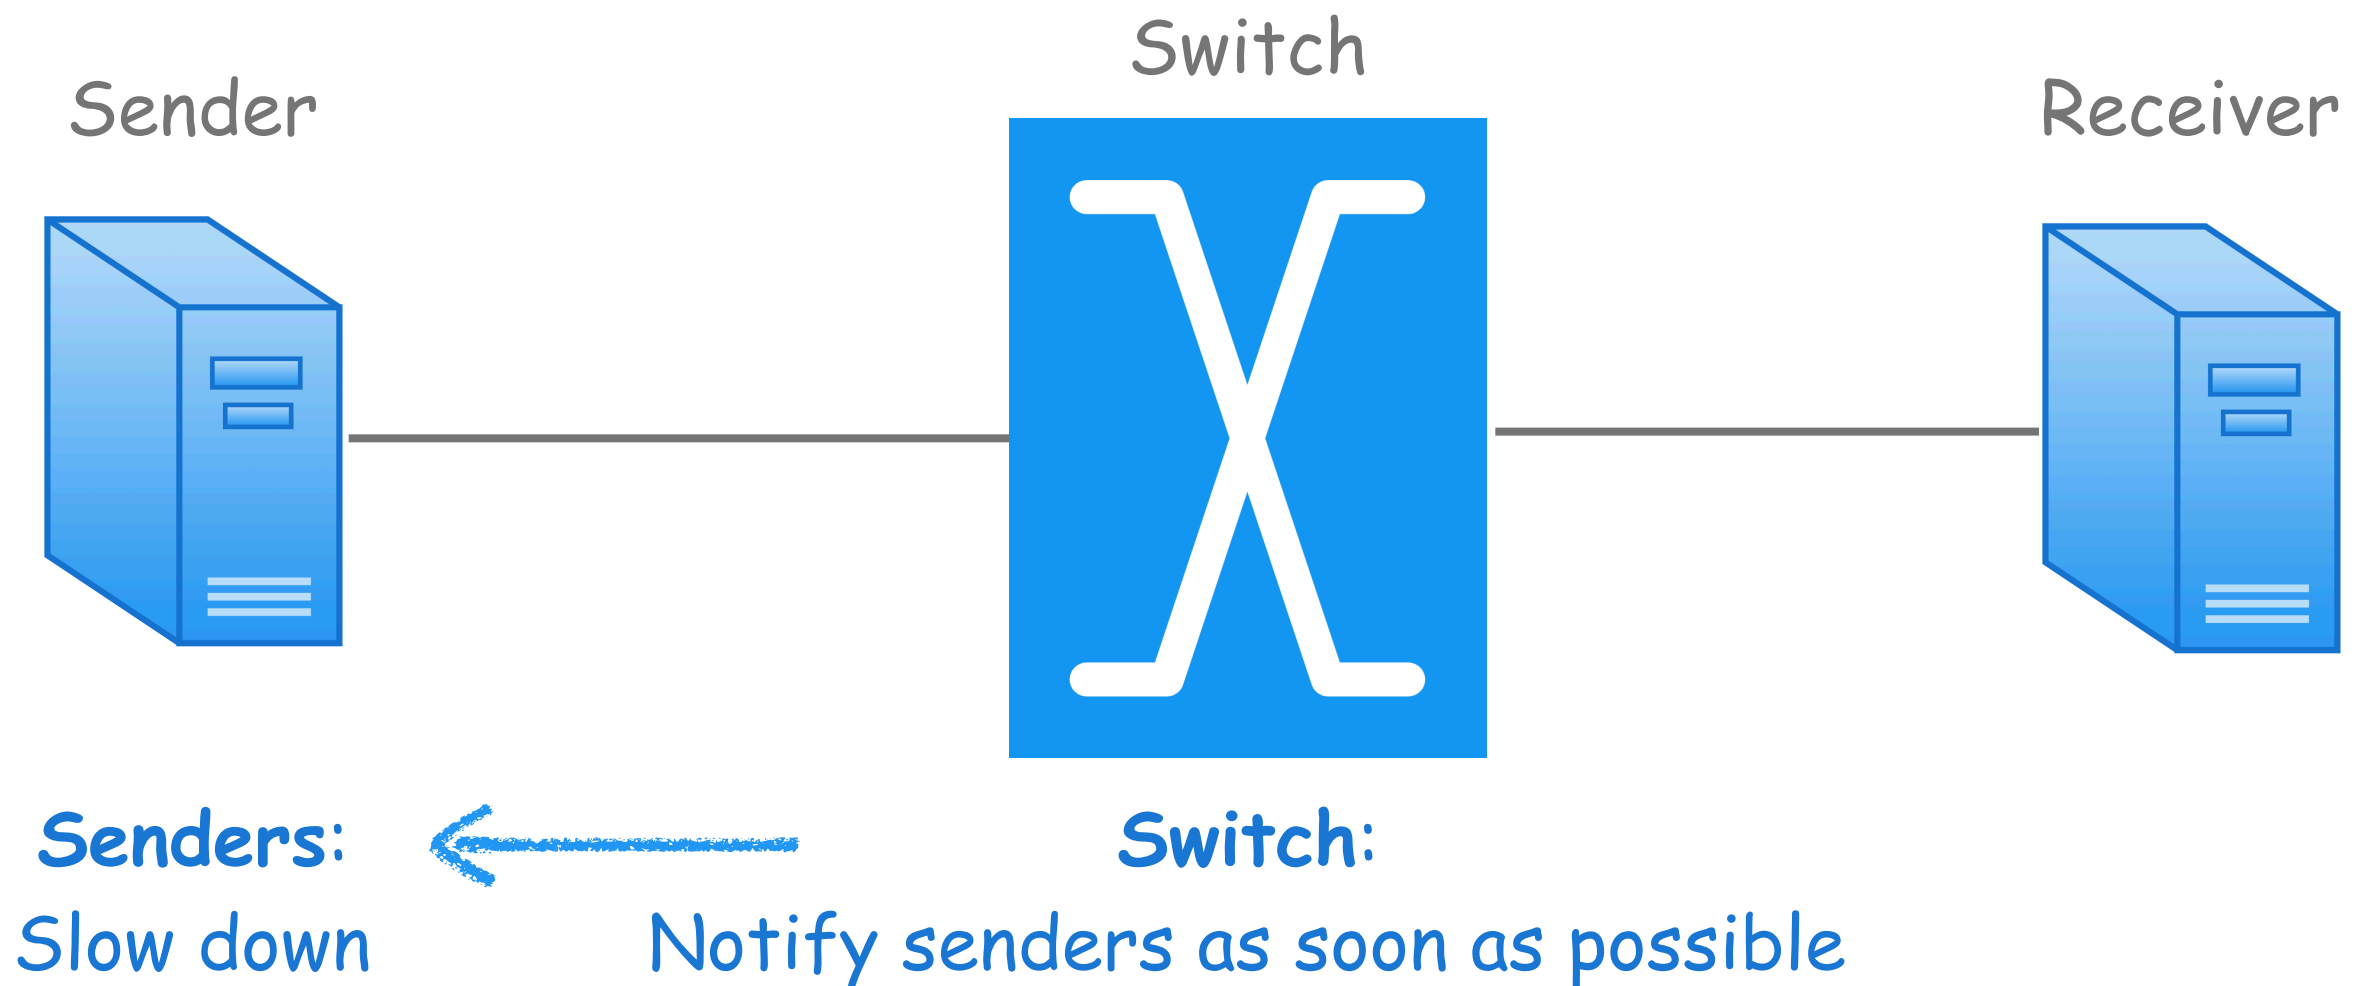 Switch
Sender
Receiver
Senders:
Slow down
Switch:
Notify senders as soon as possible